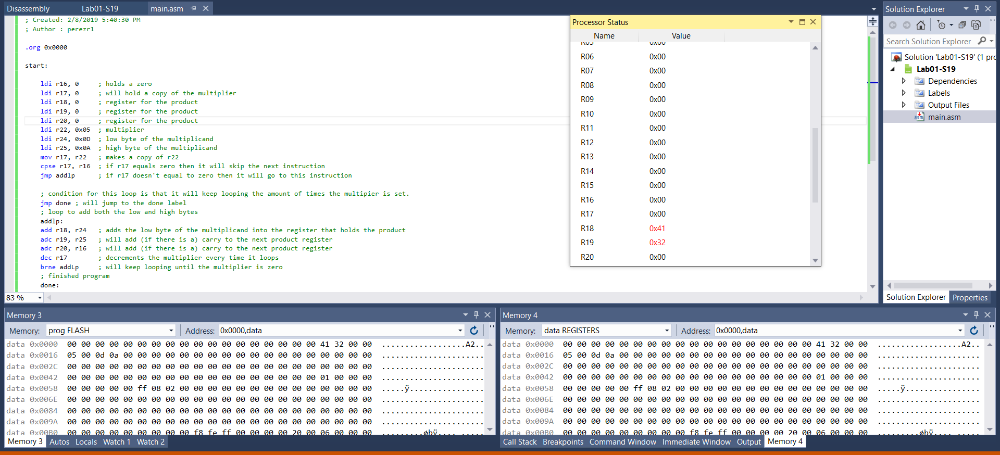 Disassembly Lab01-S19 main.asm
; Created: 2/8/2019 5:40:30 PM
; Author : perezr1
.org 0x0000
start:
ldi r16, 0 ; holds a zero
ldi r17, 0 ; will hold a copy of the multiplier
ldi r18, 0 ; register for the product
ldi r19, 0 ; register for the product
ldi r20, 0 ; register for the product
ldi r22, 0x05 ; multiplier
ldi r24, 0x0D ; low byte of the multiplicand
ldi r25, 0x0A ; high byte of the multiplicand
mov r17, r22 ; makes a copy of r22
cpse r17, r16 ; if r17 equals zero then it will skip the next instruction
jmp addlp ; if r17 doesn't equal to zero then it will go to this instruction
; condition for this loop is that it will keep looping the amount of times the multipier is set.
jmp done ; will jump to the done label
; loop to add both the low and high bytes
addlp:
add r18, r24 ; adds the low byte of the multiplicand into the register that holds the product
adc r19, r25 ; will add (if there is a) carry to the next product register
adc r20, r16 ; will add (if there is a) carry to the next product register
dec r17 ; decrements the multiplier every time it loops
brne addLp ; will keep looping until the multiplier is zero
; finished program
done:
83 %
Processor Status
Name Value
R05 0x00
R06 0x00
R07 0x00
R08 0x00
R09 0x00
R10 0x00
R11 0x00
R12 0x00
R13 0x00
R14 0x00
R15 0x00
R16 0x00
R17 0x00
R18 0x41
R19 0x32
R20 0x00
Solution Explorer
Search Solution Explorer
Solution 'Lab01-S19' (1 pro
Lab01-S19
Dependencies
Labels
Output Files
main.asm
Solution Explorer Properties
Memory 3
Memory: prog FLASH Address: 0x0000,data
data 0x0000 00 00 00 00 00 00 00 00 00 00 00 00 00 00 00 00 00 00 41 32 00 00 ..................A2..
data 0x0016 05 00 0d 0a 00 00 00 00 00 00 00 00 00 00 00 00 00 00 00 00 00 00 ......................
data 0x002C 00 00 00 00 00 00 00 00 00 00 00 00 00 00 00 00 00 00 00 00 00 00 ......................
data 0x0042 00 00 00 00 00 00 00 00 00 00 00 00 00 00 00 00 00 00 01 00 00 00 ......................
data 0x0058 00 00 00 00 00 ff 08 02 00 00 00 00 00 00 00 00 00 00 00 00 00 00 .....ÿ................
data 0x006E 00 00 00 00 00 00 00 00 00 00 00 00 00 00 00 00 00 00 00 00 00 00 ......................
data 0x0084 00 00 00 00 00 00 00 00 00 00 00 00 00 00 00 00 00 00 00 00 00 00 ......................
data 0x009A 00 00 00 00 00 00 00 00 00 00 00 00 00 00 00 00 00 00 00 00 00 00 ......................
data 0x00B0 00 00 00 00 00 00 00 00 00 f8 fe ff 00 00 00 00 20 00 06 00 00 00 .........øþÿ.... .....
Memory 3 Autos Locals Watch 1 Watch 2
Memory 4
Memory: data REGISTERS Address: 0x0000,data
data 0x0000 00 00 00 00 00 00 00 00 00 00 00 00 00 00 00 00 00 00 41 32 00 00 ..................A2..
data 0x0016 05 00 0d 0a 00 00 00 00 00 00 00 00 00 00 00 00 00 00 00 00 00 00 ......................
data 0x002C 00 00 00 00 00 00 00 00 00 00 00 00 00 00 00 00 00 00 00 00 00 00 ......................
data 0x0042 00 00 00 00 00 00 00 00 00 00 00 00 00 00 00 00 00 00 01 00 00 00 ......................
data 0x0058 00 00 00 00 00 ff 08 02 00 00 00 00 00 00 00 00 00 00 00 00 00 00 .....ÿ................
data 0x006E 00 00 00 00 00 00 00 00 00 00 00 00 00 00 00 00 00 00 00 00 00 00 ......................
data 0x0084 00 00 00 00 00 00 00 00 00 00 00 00 00 00 00 00 00 00 00 00 00 00 ......................
data 0x009A 00 00 00 00 00 00 00 00 00 00 00 00 00 00 00 00 00 00 00 00 00 00 ......................
data 0x00B0 00 00 00 00 00 00 00 00 00 f8 fe ff 00 00 00 00 20 00 06 00 00 00 .........øþÿ.... .....
Call Stack Breakpoints Command Window Immediate Window Output Memory 4